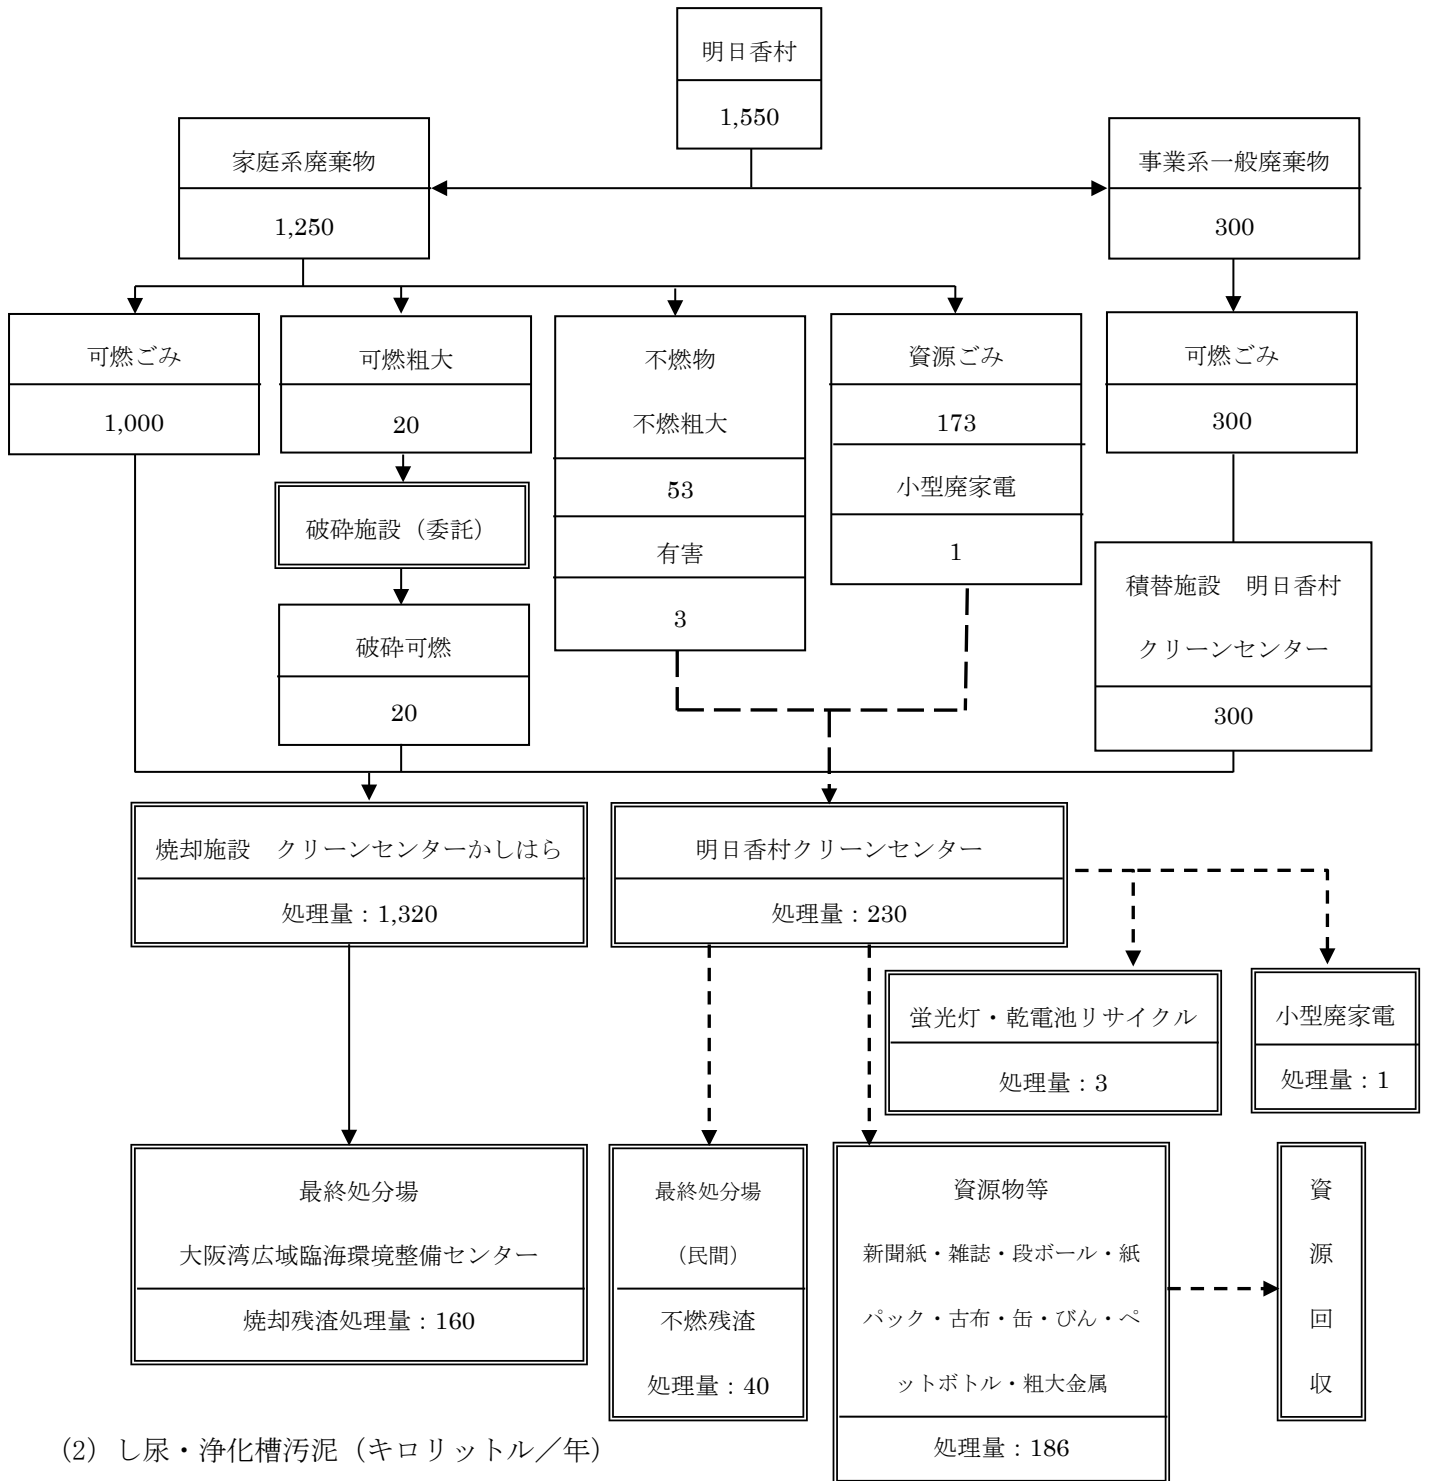 明日香村
1,550
家庭系廃棄物
1,250
事業系一般廃棄物
300
可燃ごみ
1,000
可燃粗大
20
不燃物
不燃粗大
53
有害
3
資源ごみ
173
小型廃家電
1
可燃ごみ
300
破砕施設（委託）
破砕可燃
20
積替施設　明日香村
クリーンセンター
300
焼却施設　クリーンセンターかしはら
処理量：1,320
明日香村クリーンセンター
処理量：230
蛍光灯・乾電池リサイクル
処理量：3
小型廃家電
処理量：1
最終処分場
大阪湾広域臨海環境整備センター
焼却残渣処理量：160
最終処分場
（民間）
不燃残渣
処理量：40
資源物等
新聞紙・雑誌・段ボール・紙
パック・古布・缶・びん・ペ
ットボトル・粗大金属
処理量：186
資
源
回
収
（2）し尿・浄化槽汚泥（キロリットル／年）